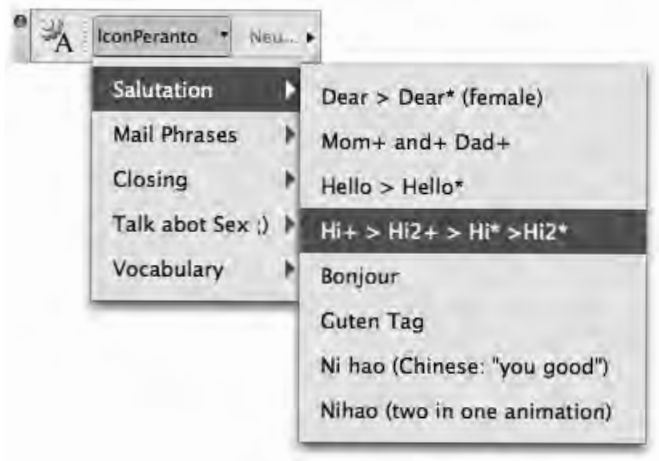 A
IconPeranto Neu...
Salutation
Mail Phrases
Closing
Talk abot Sex ;)
Vocabulary
Dear > Dear* (female)
Mom+ and+ Dad+
Hello > Hello*
Hi+ > Hi2+ > Hi* >Hi2*
Bonjour
Guten Tag
Ni hao (Chinese: "you good")
Nihao (two in one animation)